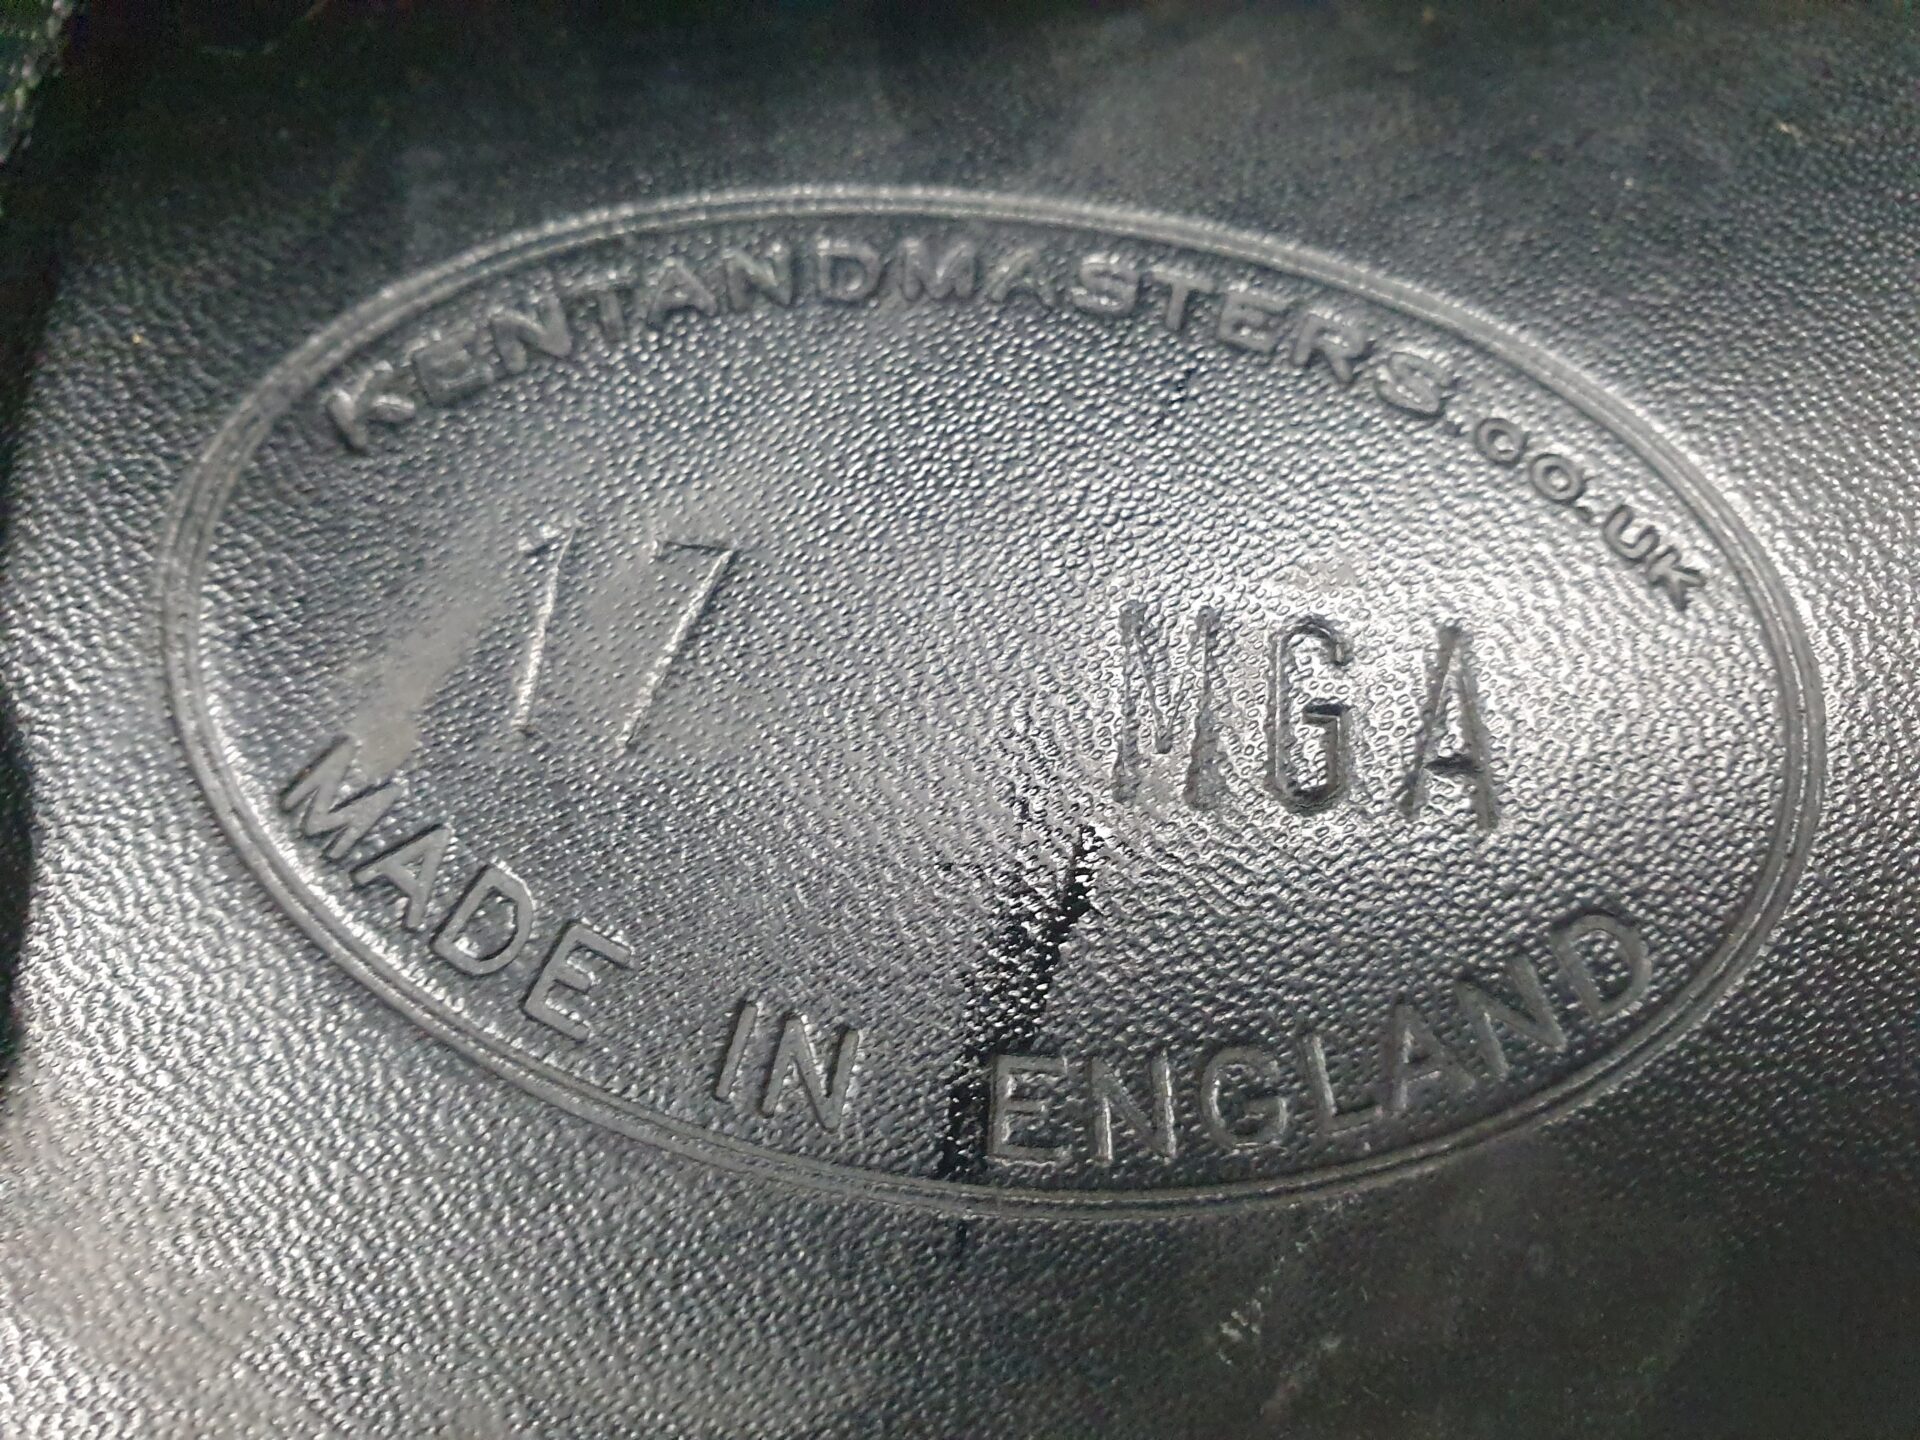 KENTANDMASTERS.CO.UK
17 MGA
MADE IN ENGLAND